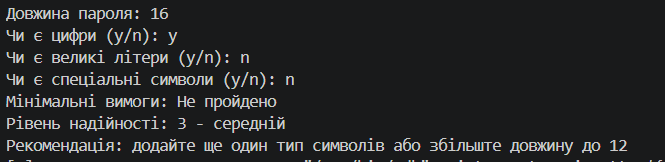 Довжина пароля: 16
Чи є цифри (y/n): y
Чи є великі літери (y/n): n
Чи є спеціальні символи (y/n): n
Мінімальні вимоги: Не пройдено
Рівень надійності: 3 - середній
Рекомендація: додайте ще один тип символів або збільште довжину до 12